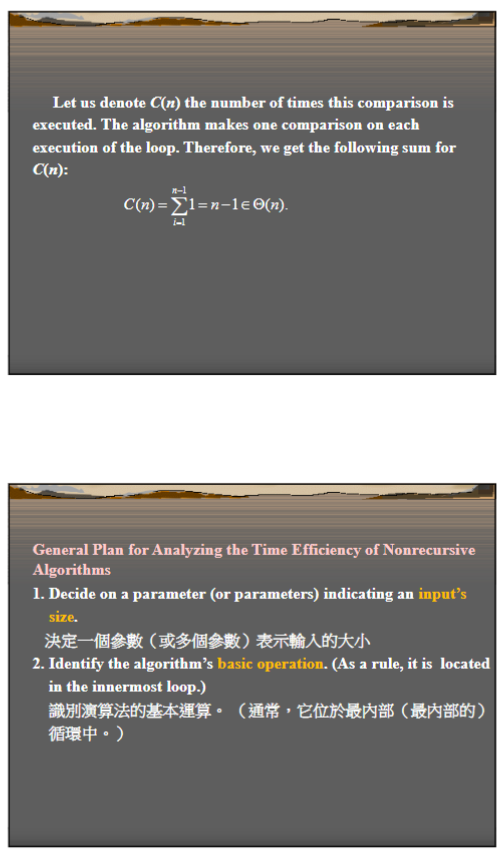 Let us denote C(n) the number of times this comparison is
executed. The algorithm makes one comparison on each
execution of the loop. Therefore, we get the following sum for
C(n):
n−1
C(n) = ∑ 1 = n−1 ∈ Θ(n).
i=1
General Plan for Analyzing the Time Efficiency of Nonrecursive
Algorithms
1. Decide on a parameter (or parameters) indicating an input’s
size.
決定一個參數（或多個參數）表示輸入的大小
2. Identify the algorithm’s basic operation. (As a rule, it is located
in the innermost loop.)
識別演算法的基本運算。（通常，它位於最內部（最內部的）
循環中。）